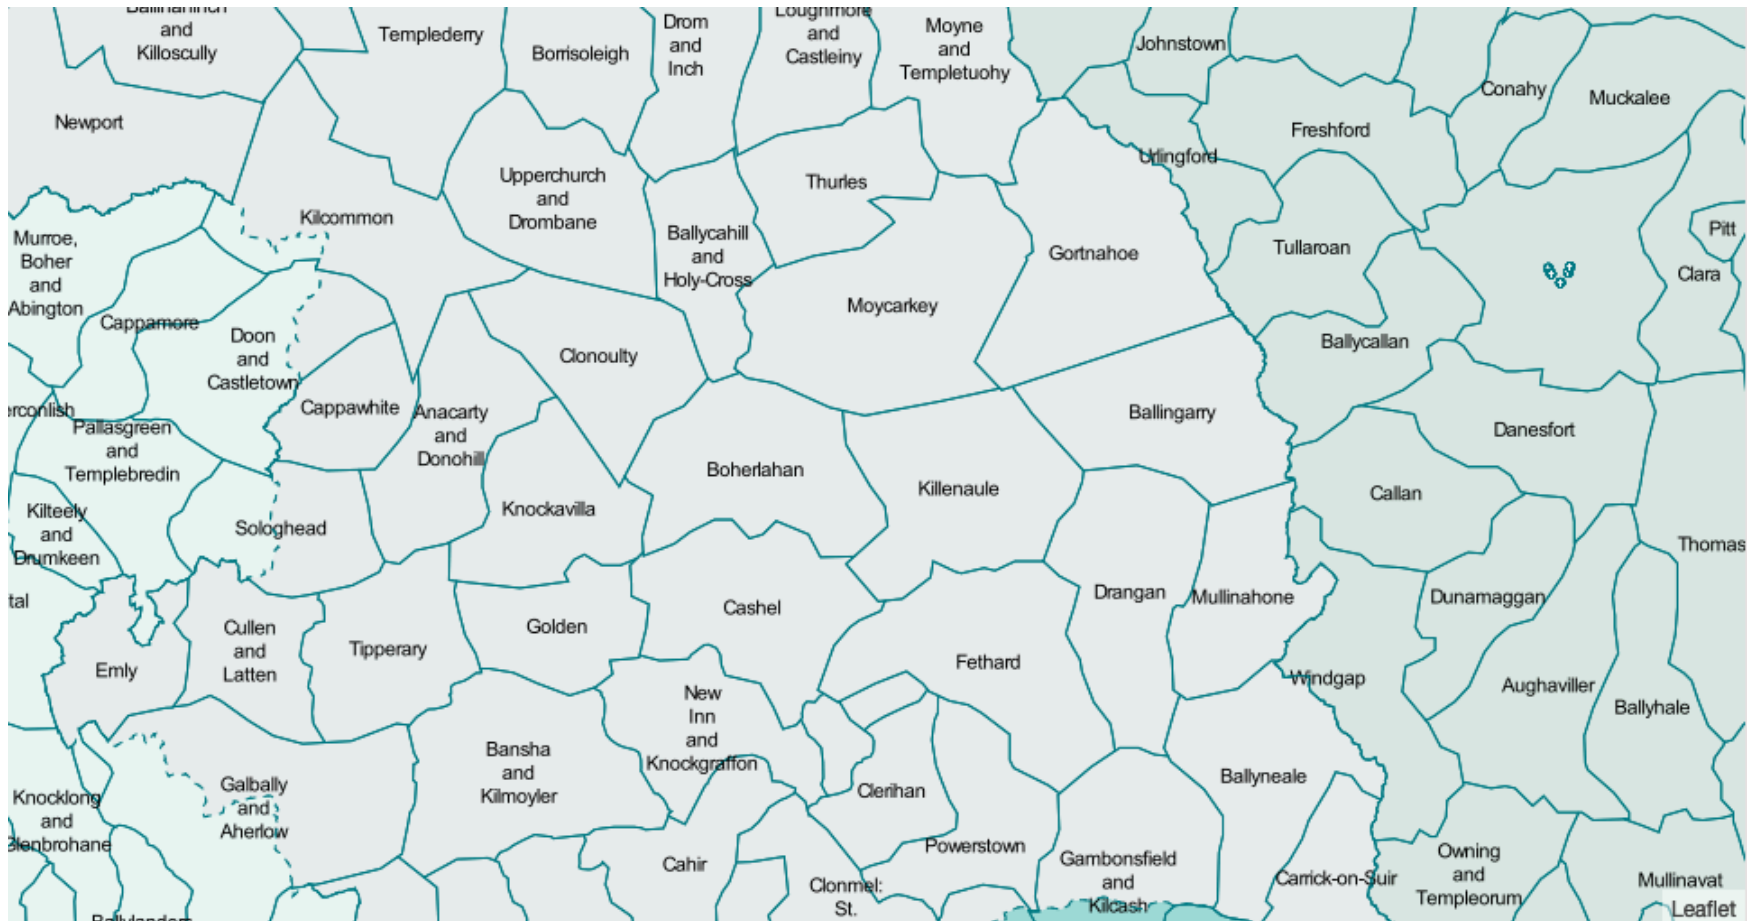 and
Killoscully
Templederry
Borrisoleigh
Drom
and
Inch
Loughmore
and
Castleiny
Moyne
and
Templetuohy
Johnstown
Conahy
Muckalee
Newport
Freshford
Urlingford
Upperchurch
and
Drombane
Thurles
Kilcommon
Murroe,
Boher
and
Abington
Ballycahill
and
Holy-Cross
Gortnahoe
Tullaroan
Pitt
Clara
Cappamore
Doon
and
Castletown
Moycarkey
Clonoulty
Ballycallan
erconlish
Cappawhite
Anacarty
and
Donohill
Ballingarry
Pallasgreen
and
Templebredin
Danesfort
Boherlahan
Killenaule
Callan
Kilteely
and
Drumkeen
Sologhead
Knockavilla
Thomas
tal
Cullen
and
Latten
Tipperary
Golden
Cashel
Drangan
Mullinahone
Dunamaggan
Emly
Fethard
Windgap
Aughaviller
Ballyhale
New
Inn
and
Knockgraffon
Bansha
and
Kilmoyler
Galbally
and
Aherlow
Clerihan
Ballyneale
Knocklong
and
Glenbrohane
Cahir
Powerstown
Gambonsfield
and
Kilcash
Carrick-on-Suir
Owning
and
Templeorum
Mullinavat
Clonmel:
St.
Leaflet